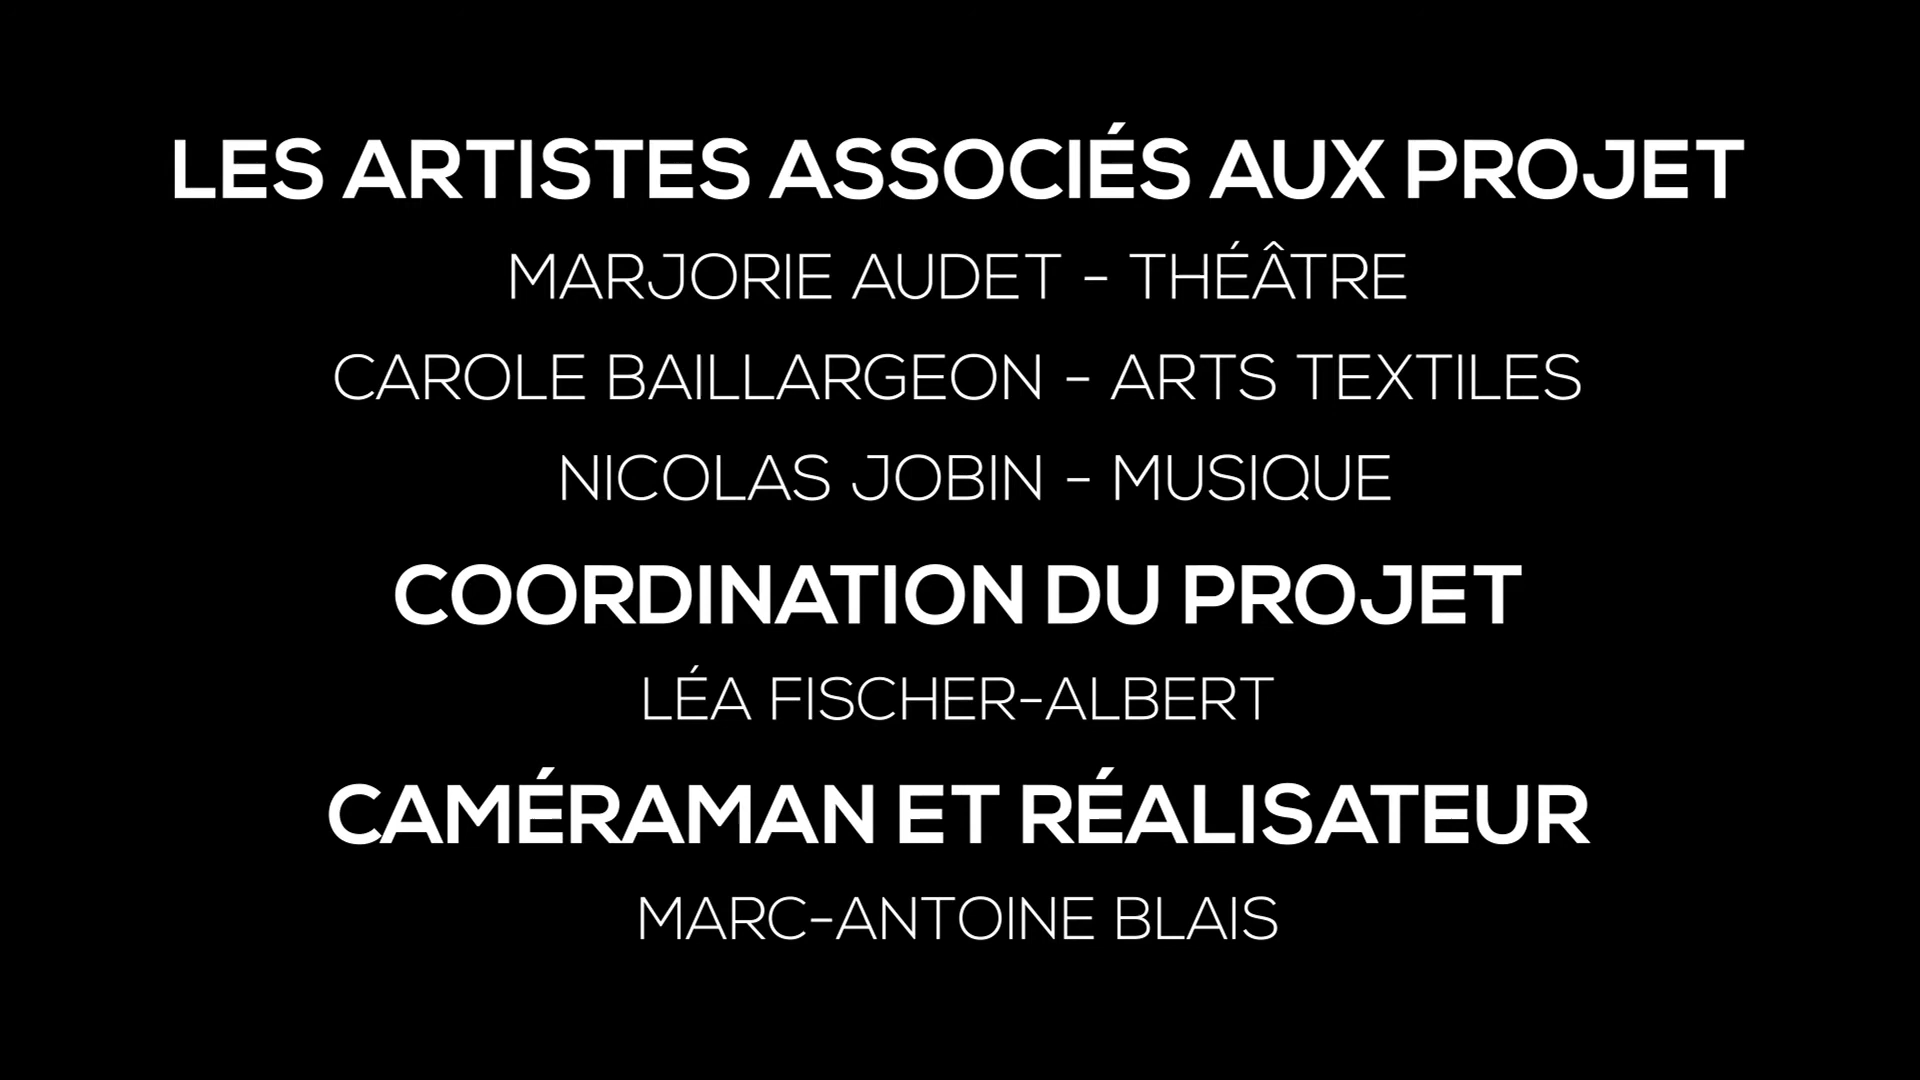 LES ARTISTES ASSOCIÉS AUX PROJET
MARJORIE AUDET - THÉÂTRE
CAROLE BAILLARGEON - ARTS TEXTILES
NICOLAS JOBIN - MUSIQUE
COORDINATION DU PROJET
LÉA FISCHER-ALBERT
CAMÉRAMAN ET RÉALISATEUR
MARC-ANTOINE BLAIS